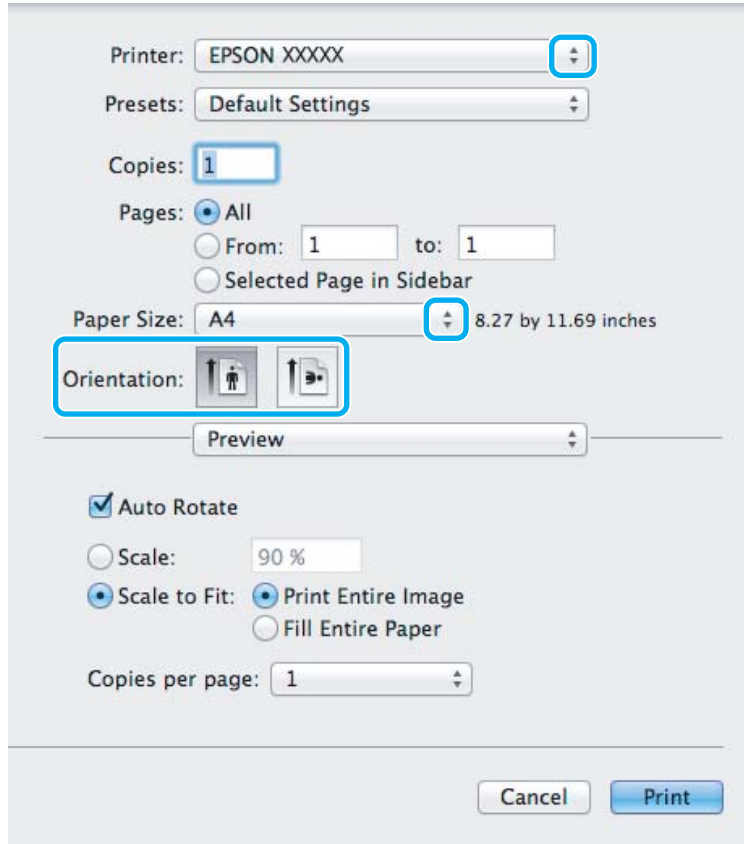 Printer: EPSON XXXXX
Presets: Default Settings
Copies: 1
Pages: All
From: 1 to: 1
Selected Page in Sidebar
Paper Size: A4 8.27 by 11.69 inches
Orientation:
Preview
Auto Rotate
Scale: 90 %
Scale to Fit: Print Entire Image
Fill Entire Paper
Copies per page: 1
Cancel Print